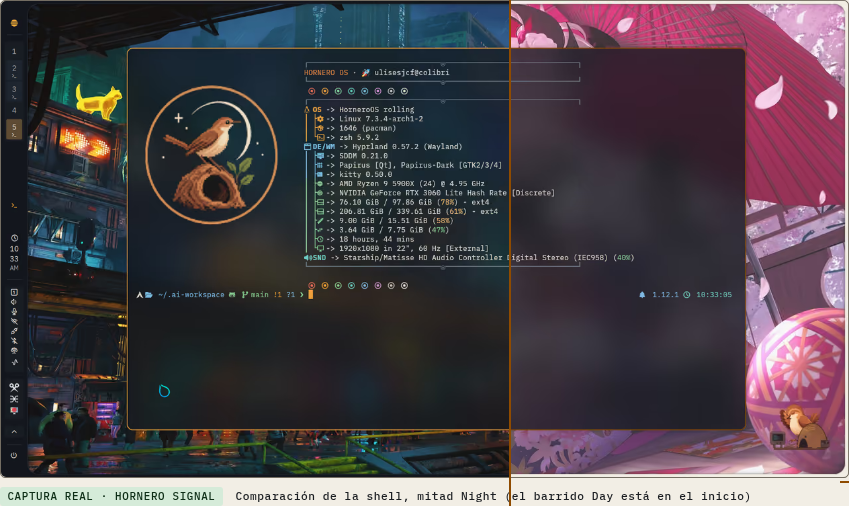 1
2
3
4
5
10
33
AM
HORNERO OS · ulisesjcf@colibri
OS -> HorneroOS rolling
-> Linux 7.3.4-arch1-2
-> 1646 (pacman)
-> zsh 5.9.2
DE/WM -> Hyprland 0.57.2 (Wayland)
-> SDDM 0.21.0
-> Papirus [Qt], Papirus-Dark [GTK2/3/4]
-> kitty 0.50.0
-> AMD Ryzen 9 5900X (24) @ 4.95 GHz
-> NVIDIA GeForce RTX 3060 Lite Hash Rate [Discrete]
-> 76.10 GiB / 97.86 GiB (78%) - ext4
-> 206.81 GiB / 339.61 GiB (61%) - ext4
-> 9.00 GiB / 15.51 GiB (58%)
-> 3.64 GiB / 7.75 GiB (47%)
-> 18 hours, 44 mins
-> 1920x1080 in 22", 60 Hz [External]
SND -> Starship/Matisse HD Audio Controller Digital Stereo (IEC958) (40%)
~/.ai-workspace main !1 ?1 ❯ 1.12.1 10:33:05
CAPTURA REAL · HORNERO SIGNAL Comparación de la shell, mitad Night (el barrido Day está en el inicio)